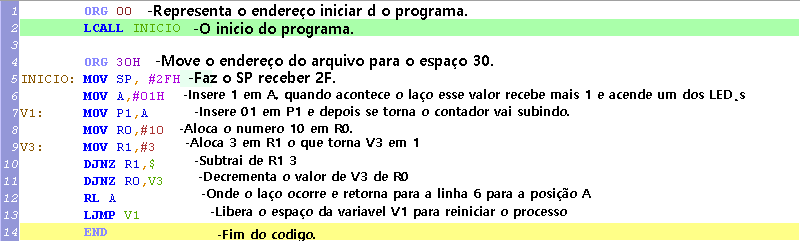 1 ORG 00 -Representa o endereço iniciar d o programa.
2 LCALL INICIO -O inicio do programa.
3
4 ORG 30H -Move o endereço do arquivo para o espaço 30.
5 INICIO: MOV SP, #2FH -Faz o SP receber 2F.
6 MOV A,#01H -Insere 1 em A, quando acontece o laço esse valor recebe mais 1 e acende um dos LED,s
7 V1: MOV P1,A -Insere 01 em P1 e depois se torna o contador vai subindo.
8 MOV R0,#10 -Aloca o numero 10 em R0.
9 V3: MOV R1,#3 -Aloca 3 em R1 o que torna V3 em 1
10 DJNZ R1,$ -Subtrai de R1 3
11 DJNZ R0,V3 -Decrementa o valor de V3 de R0
12 RL A -Onde o laço ocorre e retorna para a linha 6 para a posição A
13 LJMP V1 -Libera o espaço da variavel V1 para reiniciar o processo
14 END -Fim do codigo.